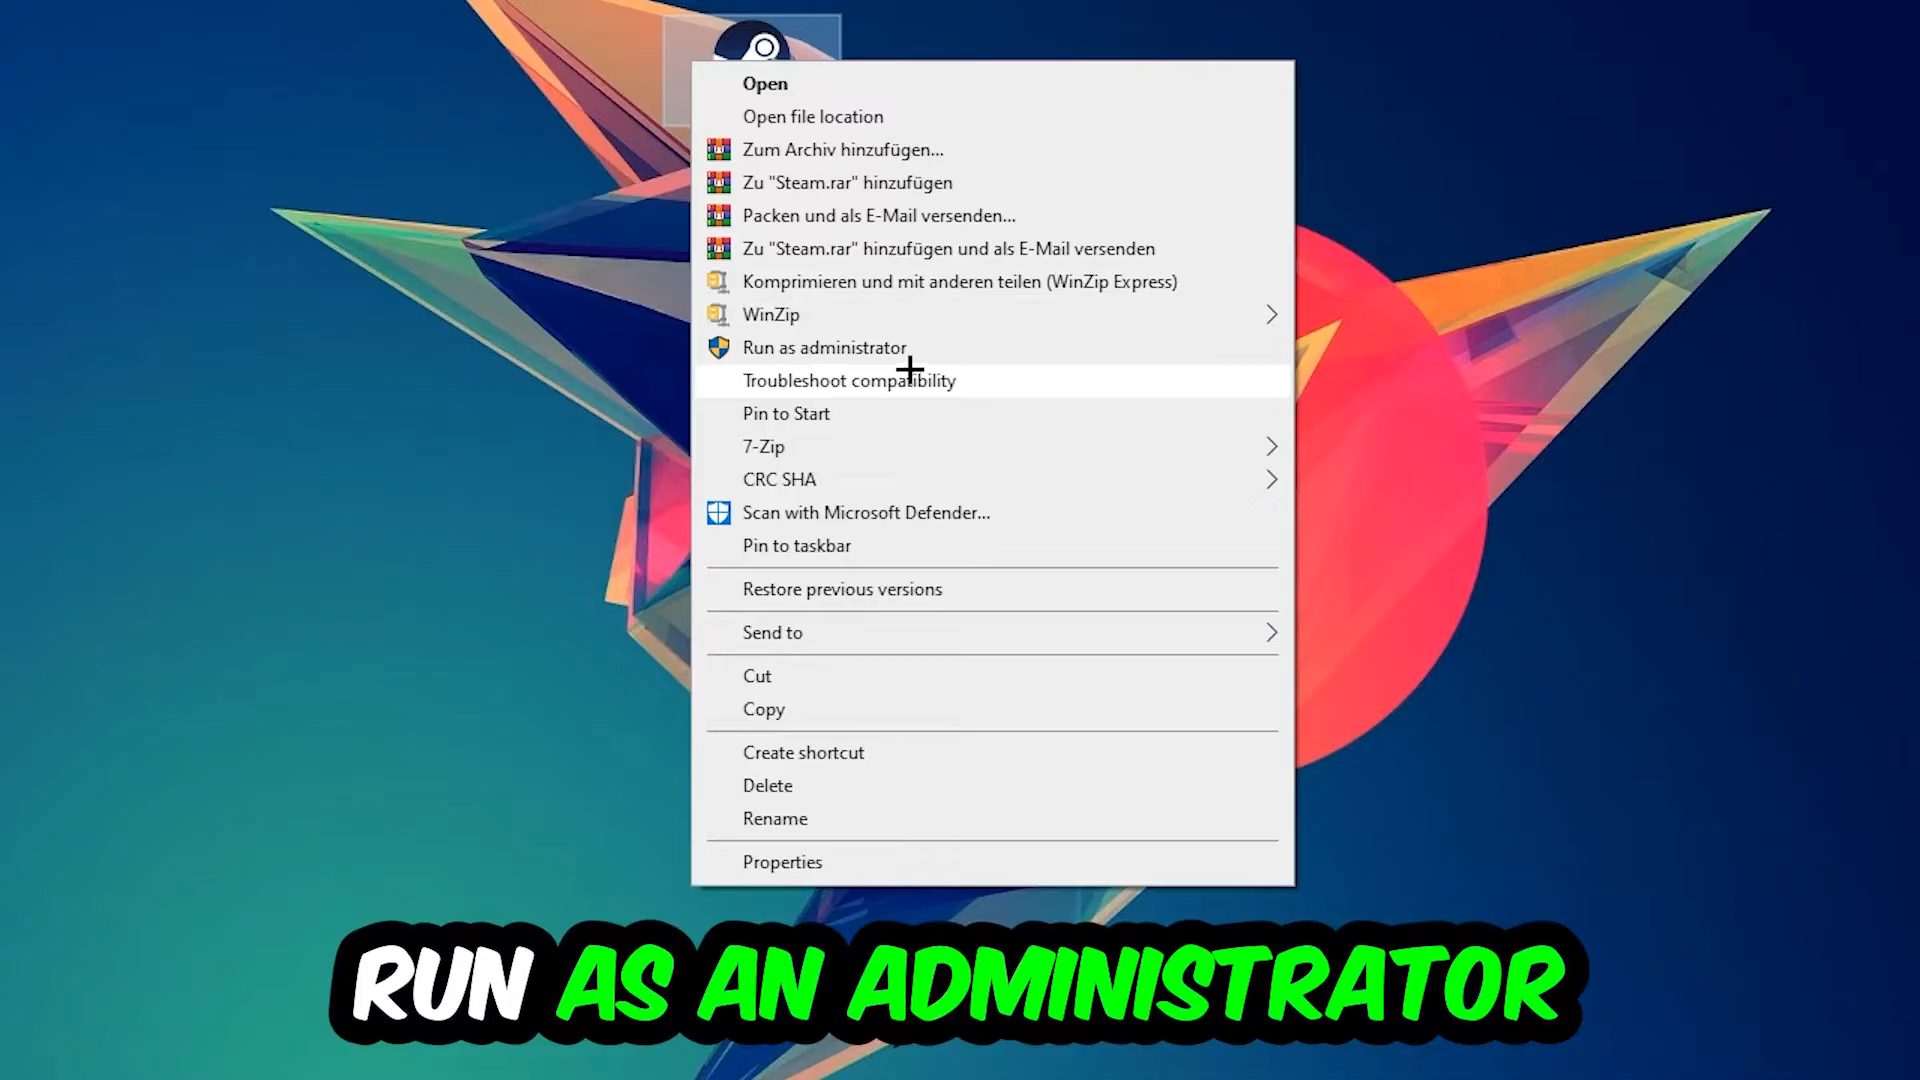 Open
Open file location
Zum Archiv hinzufügen...
Zu "Steam.rar" hinzufügen
Packen und als E-Mail versenden...
Zu "Steam.rar" hinzufügen und als E-Mail versenden
Komprimieren und mit anderen teilen (WinZip Express)
WinZip
Run as administrator
Troubleshoot compatibility
Pin to Start
7-Zip
CRC SHA
Scan with Microsoft Defender...
Pin to taskbar
Restore previous versions
Send to
Cut
Copy
Create shortcut
Delete
Rename
Properties
RUN AS AN ADMINISTRATOR